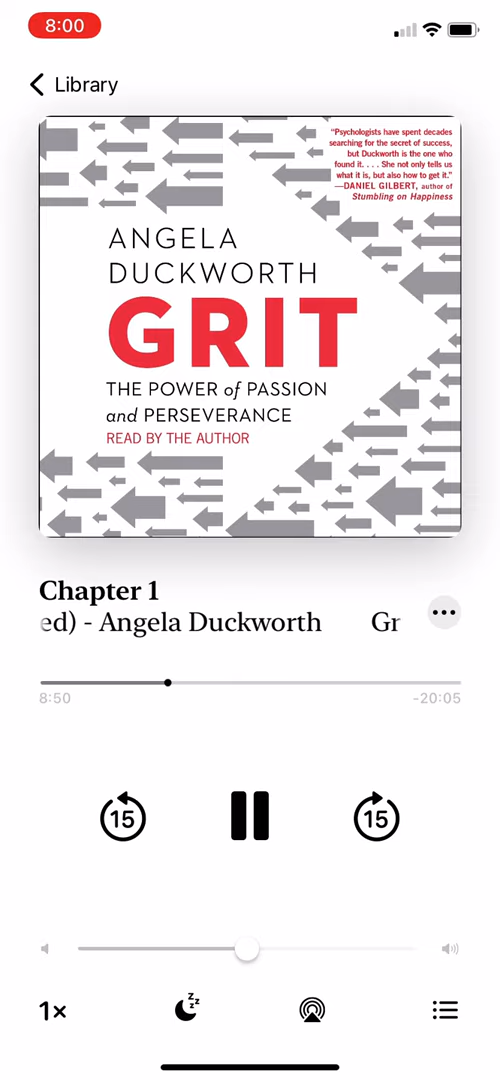 8:00
Library
"Psychologists have spent decades
searching for the secret of success,
but Duckworth is the one who
found it. . . . She not only tells us
what it is, but also how to get it."
—DANIEL GILBERT, author of
Stumbling on Happiness
ANGELA
DUCKWORTH
GRIT
THE POWER of PASSION
and PERSEVERANCE
READ BY THE AUTHOR
Chapter 1
ed) - Angela Duckworth Gr
8:50 -20:05
15 15
1×
zzz